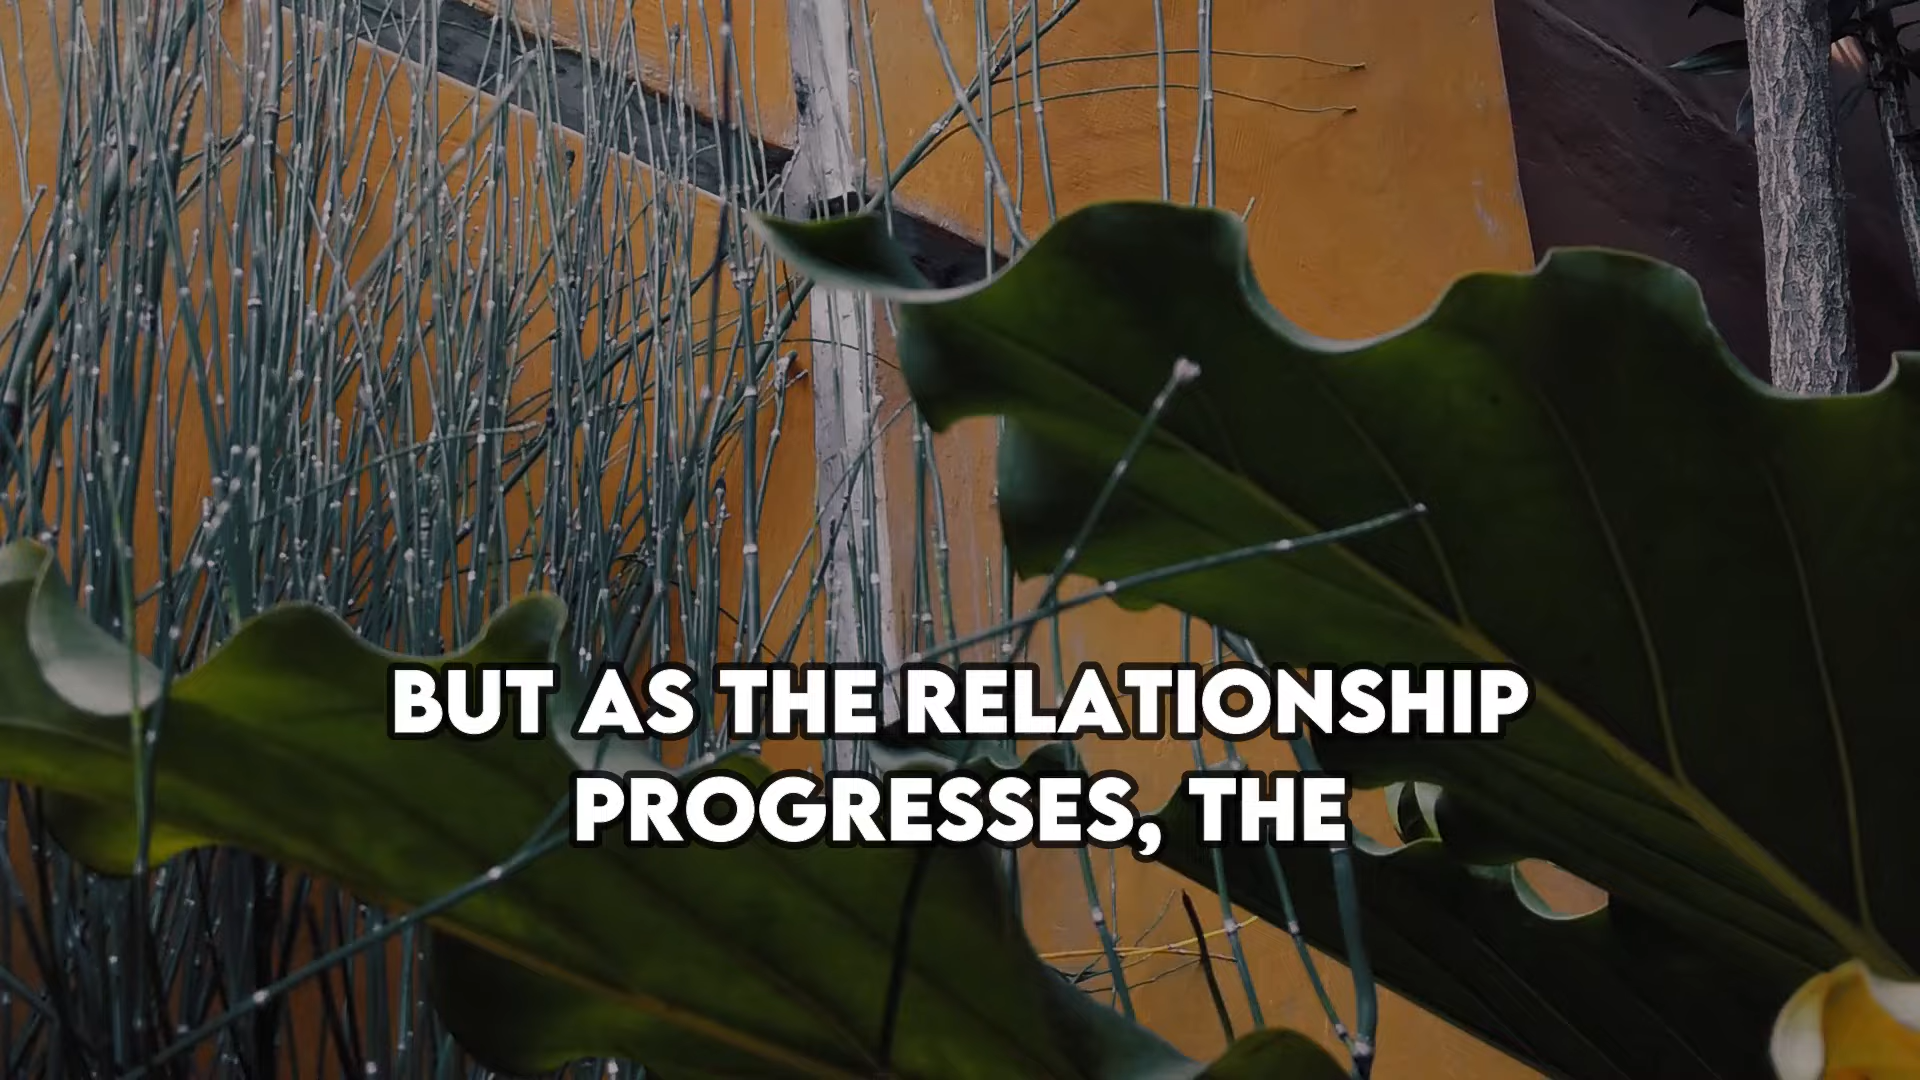 BUT AS THE RELATIONSHIP
PROGRESSES, THE